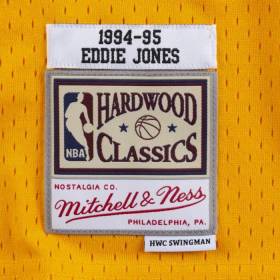 1994-95
EDDIE JONES
HARDWOOD
NBA
CLASSICS
NOSTALGIA CO.
Mitchell & Ness
PHILADELPHIA, PA.
HWC SWINGMAN